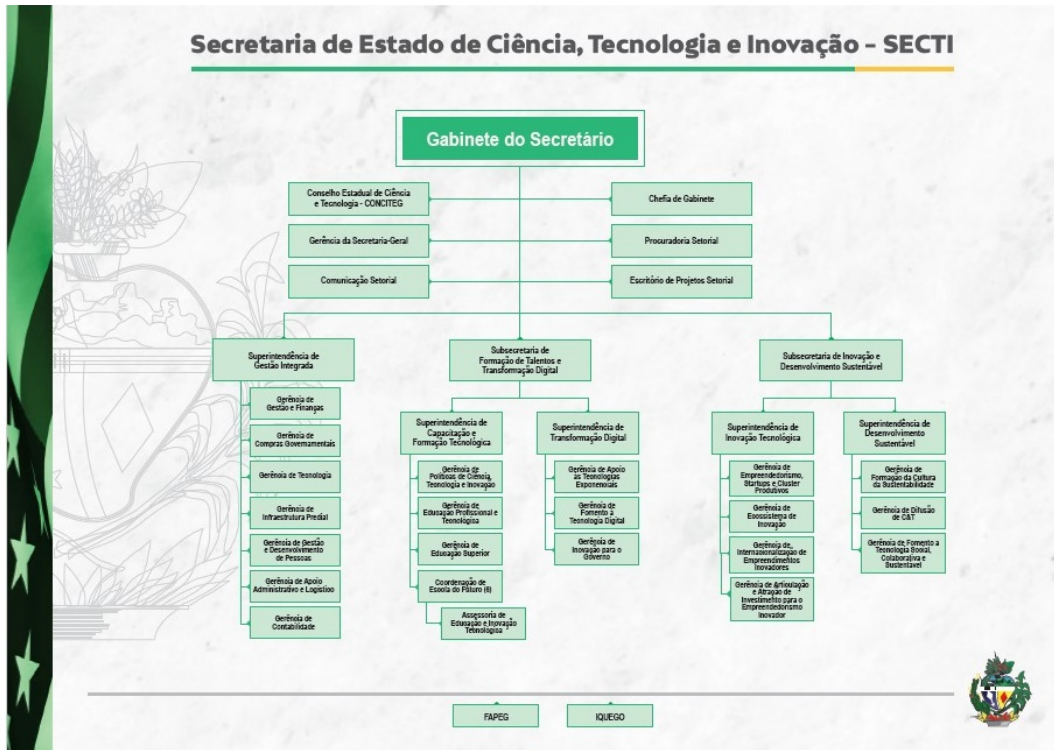 Secretaria de Estado de Ciência, Tecnologia e Inovação - SECTI
Gabinete do Secretário
Conselho Estadual de Ciência
e Tecnologia - CONCITEG
Chefia de Gabinete
Gerência da Secretaria-Geral
Procuradoria Setorial
Comunicação Setorial
Escritório de Projetos Setorial
Superintendência de
Gestão Integrada
Gerência de
Gestão e Finanças
Gerência de
Compras Governamentais
Gerência de Tecnologia
Gerência de
Infraestrutura Predial
Gerência de Gestão
e Desenvolvimento
de Pessoas
Gerência de Apoio
Administrativo e Logístico
Gerência de
Contabilidade
Subsecretaria de
Formação de Talentos e
Transformação Digital
Superintendência de
Capacitação e
Formação Tecnológica
Gerência de
Políticas de Ciência,
Tecnologia e Inovação
Gerência de
Educação Profissional e
Tecnológica
Gerência de
Educação Superior
Coordenação de
Escola do Futuro (6)
Assessoria de
Educação e Inovação
Tecnológica
Superintendência de
Transformação Digital
Gerência de Apoio
às Tecnologias
Exponenciais
Gerência de
Fomento a
Tecnologia Digital
Gerência de
Inovação para o
Governo
Subsecretaria de Inovação e
Desenvolvimento Sustentável
Superintendência de
Inovação Tecnológica
Gerência de
Empreendedorismo,
Startups e Cluster
Produtivos
Gerência de
Ecossistema de
Inovação
Gerência de
Internacionalização de
Empreendimentos
Inovadores
Gerência de Articulação
e Atração de
Investimento para o
Empreendedorismo
Inovador
Superintendência de
Desenvolvimento
Sustentável
Gerência de
Formação da Cultura
da Sustentabilidade
Gerência de Difusão
de C&T
Gerência de Fomento a
Tecnologia Social,
Colaborativa e
Sustentável
FAPEG
IQUEGO